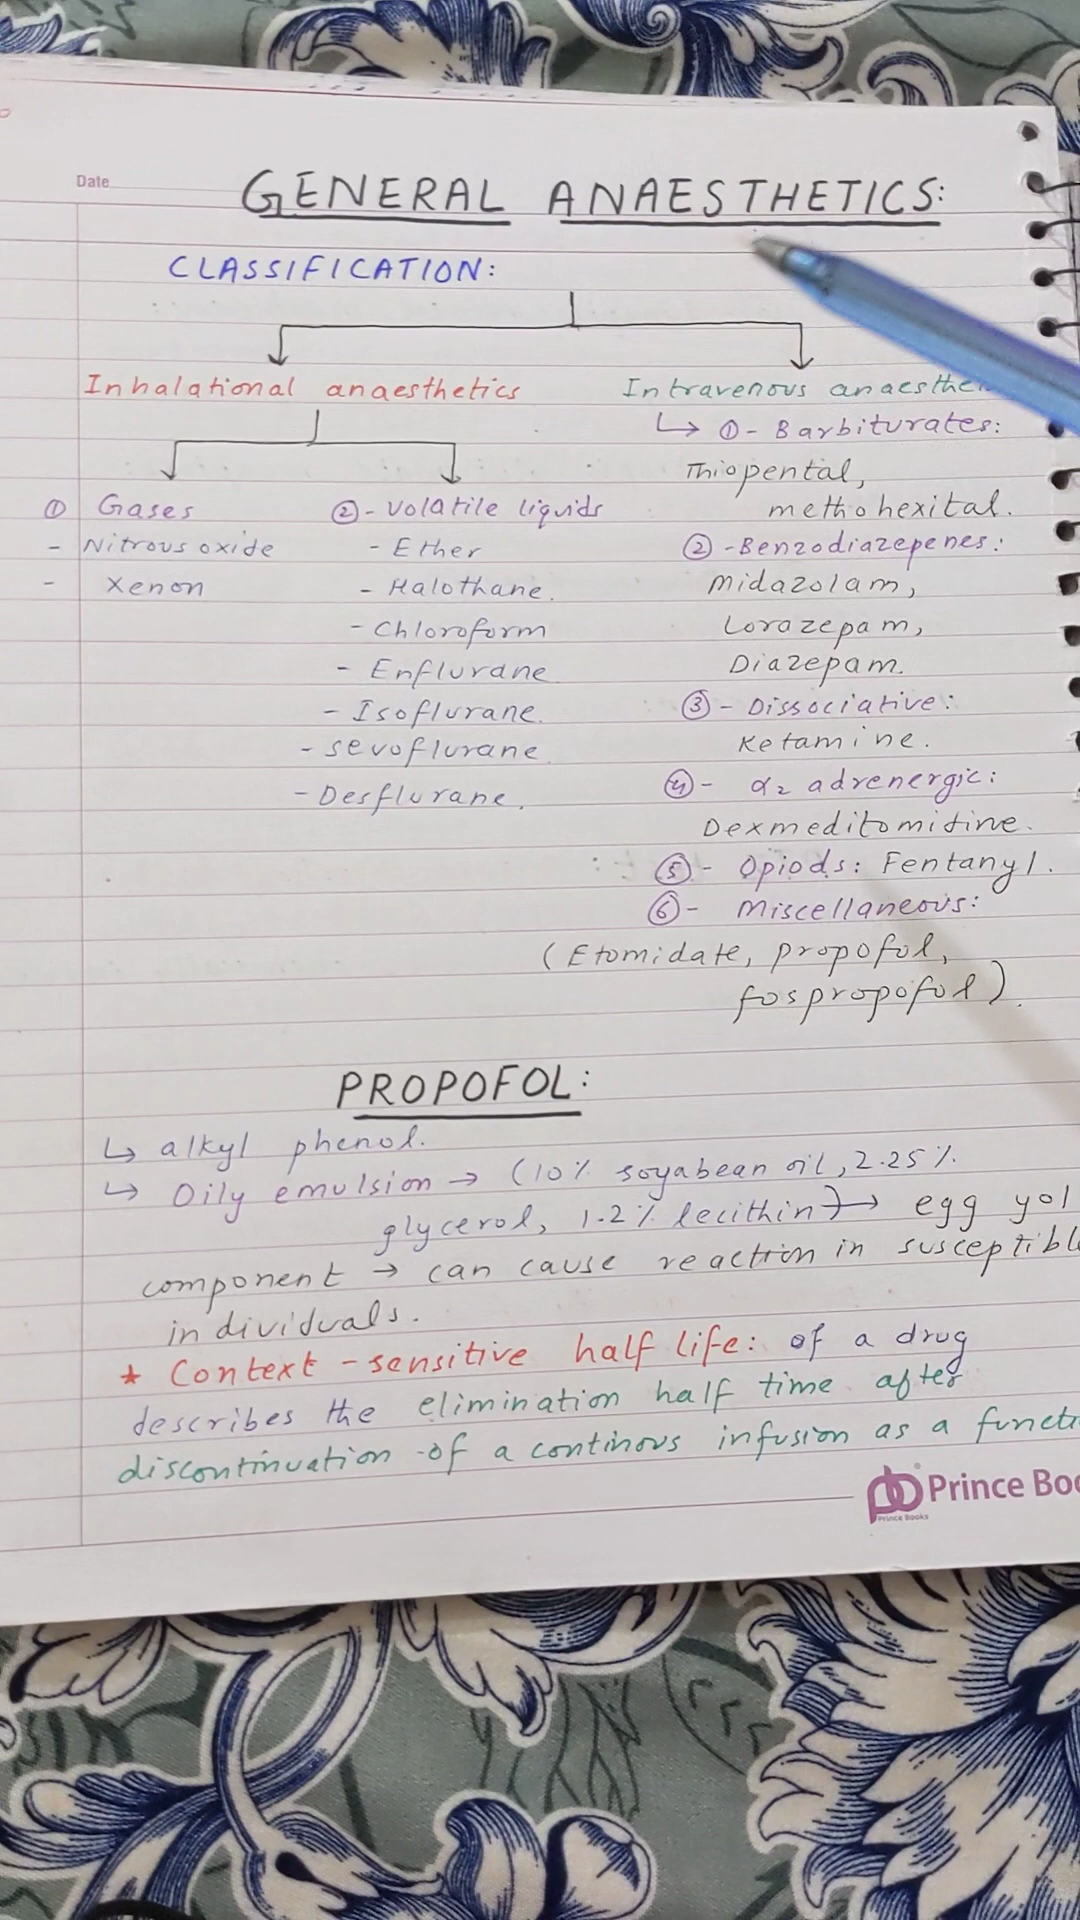 Date
GENERAL ANAESTHETICS:
CLASSIFICATION:
Inhalational anaesthetics
① Gases
- Nitrous oxide
- Xenon
②- Volatile liquids
- Ether
- Halothane.
- Chloroform
- Enflurane
- Isoflurane.
- sevoflurane.
- Desflurane.
Intravenous anaesthe
↳ ①- Barbiturates:
Thiopental,
methohexital.
②-Benzodiazepenes:
midazolam,
Lorazepam,
Diazepam.
③- Dissociative:
Ketamine.
④- α₂ adrenergic:
Dexmeditomitine.
⑤- Opiods: Fentanyl.
⑥- Miscellaneous:
(Etomidate, propofol,
fospropofol).
PROPOFOL:
↳ alkyl phenol.
↳ Oily emulsion → (10% soyabean oil, 2.25%
glycerol, 1.2% lecithin) → egg yol
component → can cause reaction in susceptible
individuals.
* Context-sensitive half life: of a drug
describes the elimination half time after
discontinuation of a continous infusion as a functi
Prince Boo
Prince Books